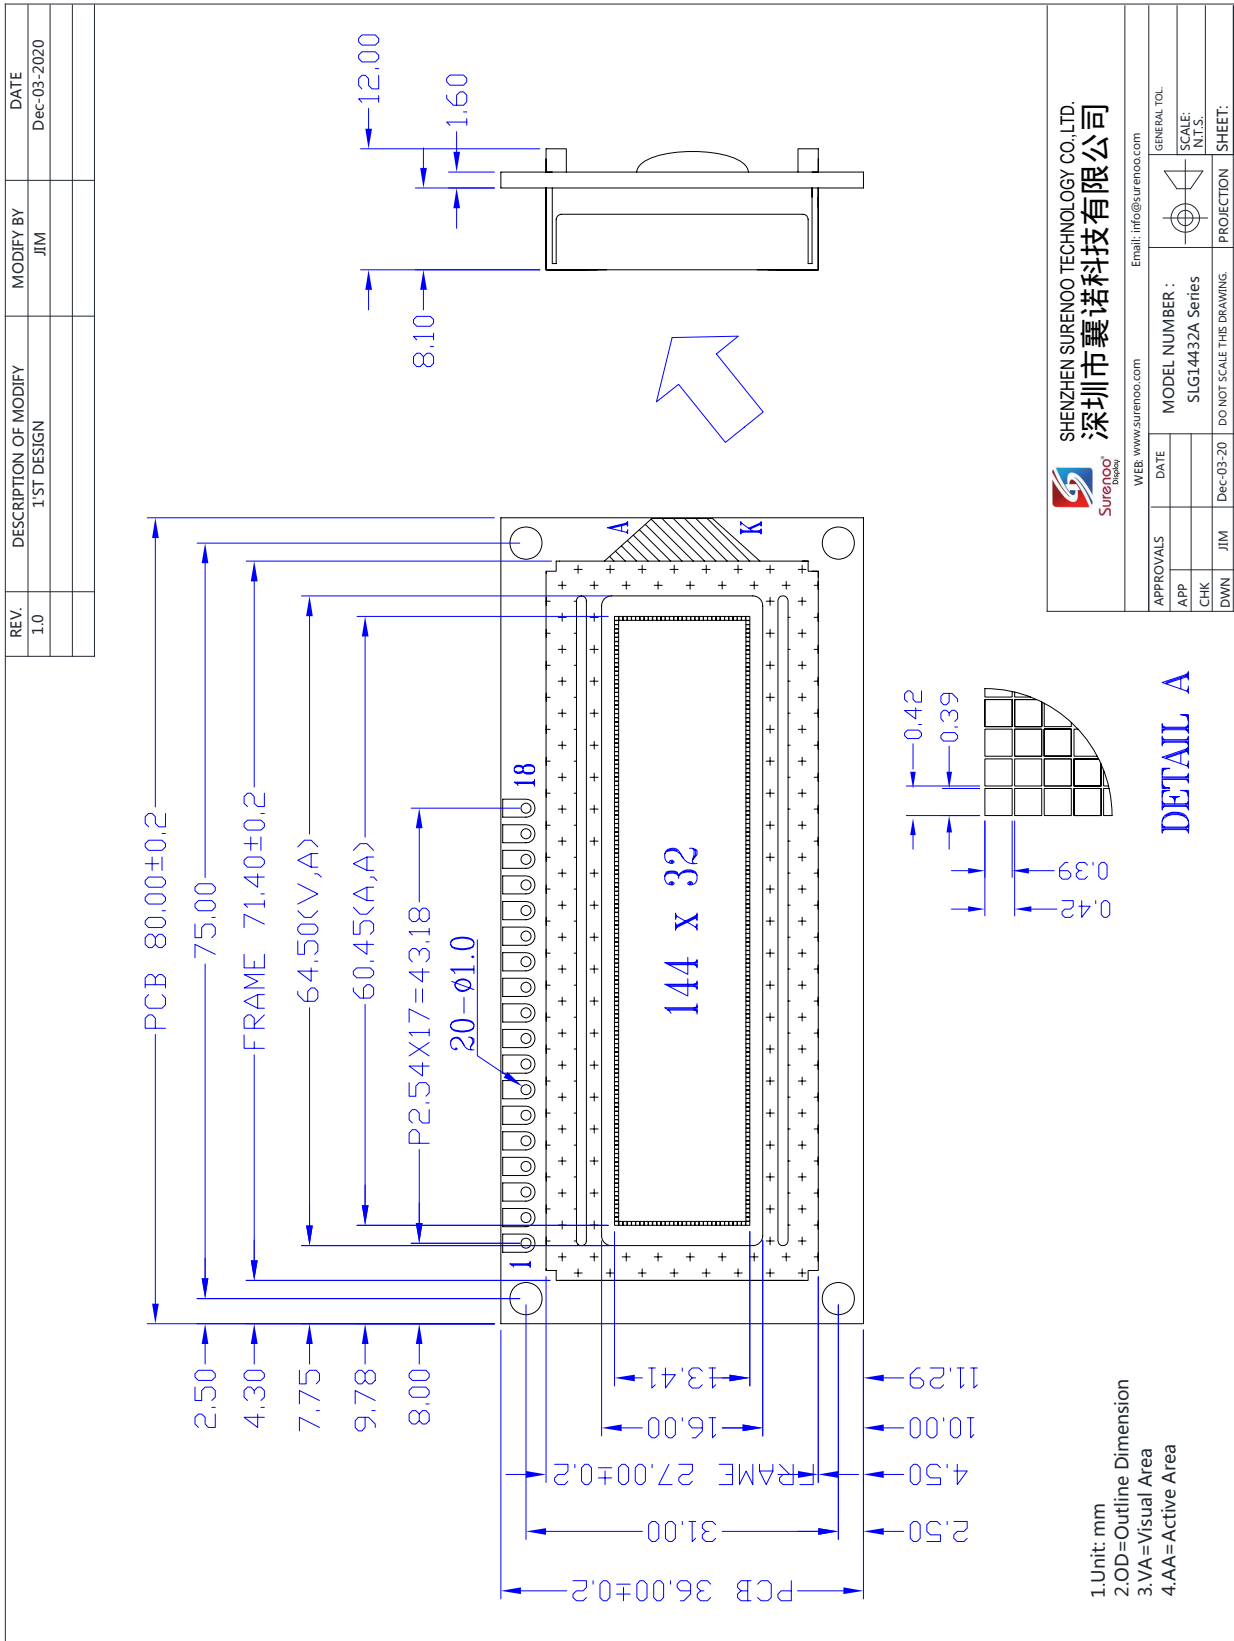 REV. DESCRIPTION OF MODIFY MODIFY BY DATE
1.0 1'ST DESIGN JIM Dec-03-2020
PCB 80.00±0.2
75.00
FRAME 71.40±0.2
64.50(V,A)
60.45(A,A)
P2.54X17=43.18
20-ø1.0
2.50
4.30
7.75
9.78
8.00
1
18
A
K
144 x 32
13.41
16.00
FRAME 27.00±0.2
31.00
PCB 36.00±0.2
11.29
10.00
4.50
2.50
12.00
1.60
8.10
0.42
0.39
0.39
0.42
DETAIL A
1.Unit: mm
2.OD=Outline Dimension
3.VA=Visual Area
4.AA=Active Area
Surenoo®
Display
SHENZHEN SURENOO TECHNOLOGY CO.,LTD.
深圳市襄诺科技有限公司
WEB: www.surenoo.com Email: info@surenoo.com
APPROVALS DATE
APP
CHK
DWN JIM Dec-03-20
MODEL NUMBER :
SLG14432A Series
DO NOT SCALE THIS DRAWING.
PROJECTION
GENERAL TOL.
SCALE:
N.T.S.
SHEET: